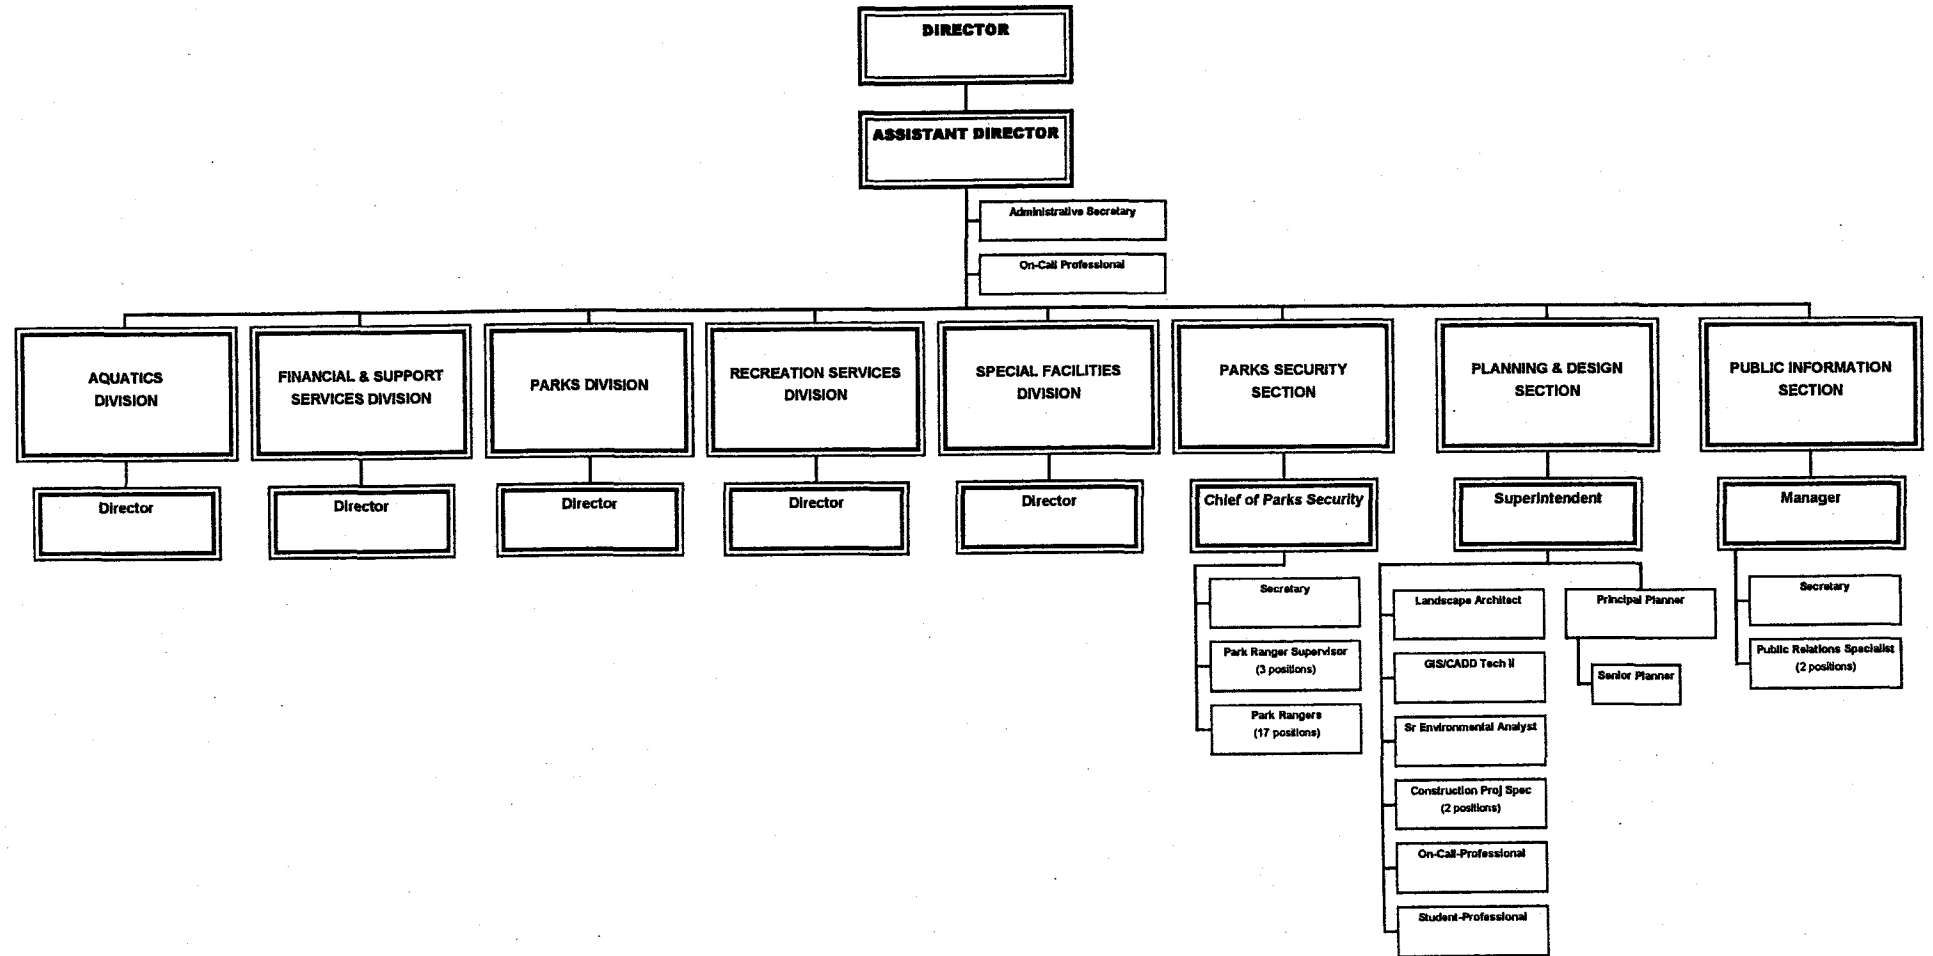 DIRECTOR
ASSISTANT DIRECTOR
Administrative Secretary
On-Call Professional
AQUATICS
DIVISION
FINANCIAL & SUPPORT
SERVICES DIVISION
PARKS DIVISION
RECREATION SERVICES
DIVISION
SPECIAL FACILITIES
DIVISION
PARKS SECURITY
SECTION
PLANNING & DESIGN
SECTION
PUBLIC INFORMATION
SECTION
Director
Director
Director
Director
Director
Chief of Parks Security
Superintendent
Manager
Secretary
Park Ranger Supervisor
(3 positions)
Park Rangers
(17 positions)
Landscape Architect
GIS/CADD Tech II
Sr Environmental Analyst
Construction Proj Spec
(2 positions)
On-Call-Professional
Student-Professional
Principal Planner
Senior Planner
Secretary
Public Relations Specialist
(2 positions)